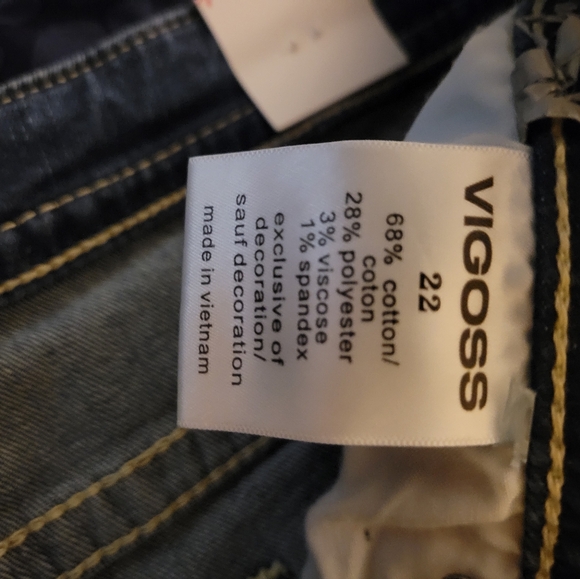 VIGOSS
22
68% cotton/
coton
28% polyester
3% viscose
1% spandex
exclusive of
decoration/
sauf decoration
made in vietnam